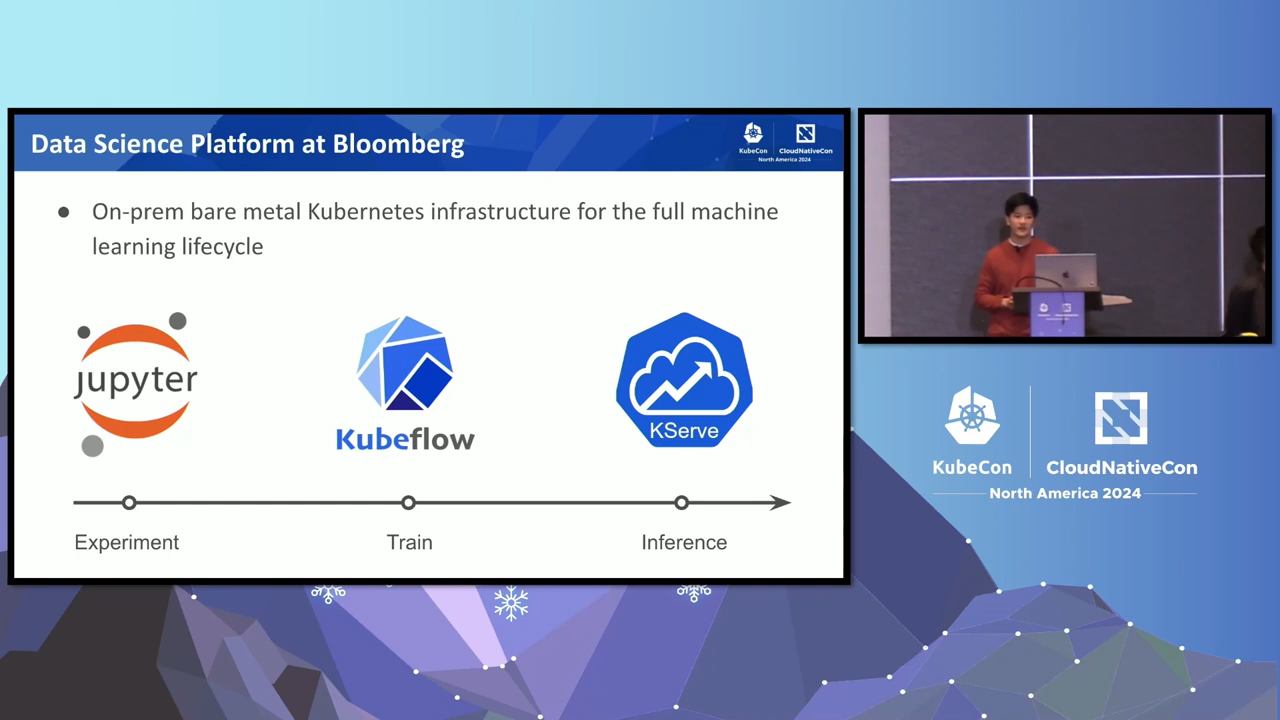 Data Science Platform at Bloomberg
KubeCon
CloudNativeCon
North America 2024
● On-prem bare metal Kubernetes infrastructure for the full machine
learning lifecycle
jupyter
Kubeflow
KServe
Experiment
Train
Inference
KubeCon
CloudNativeCon
North America 2024